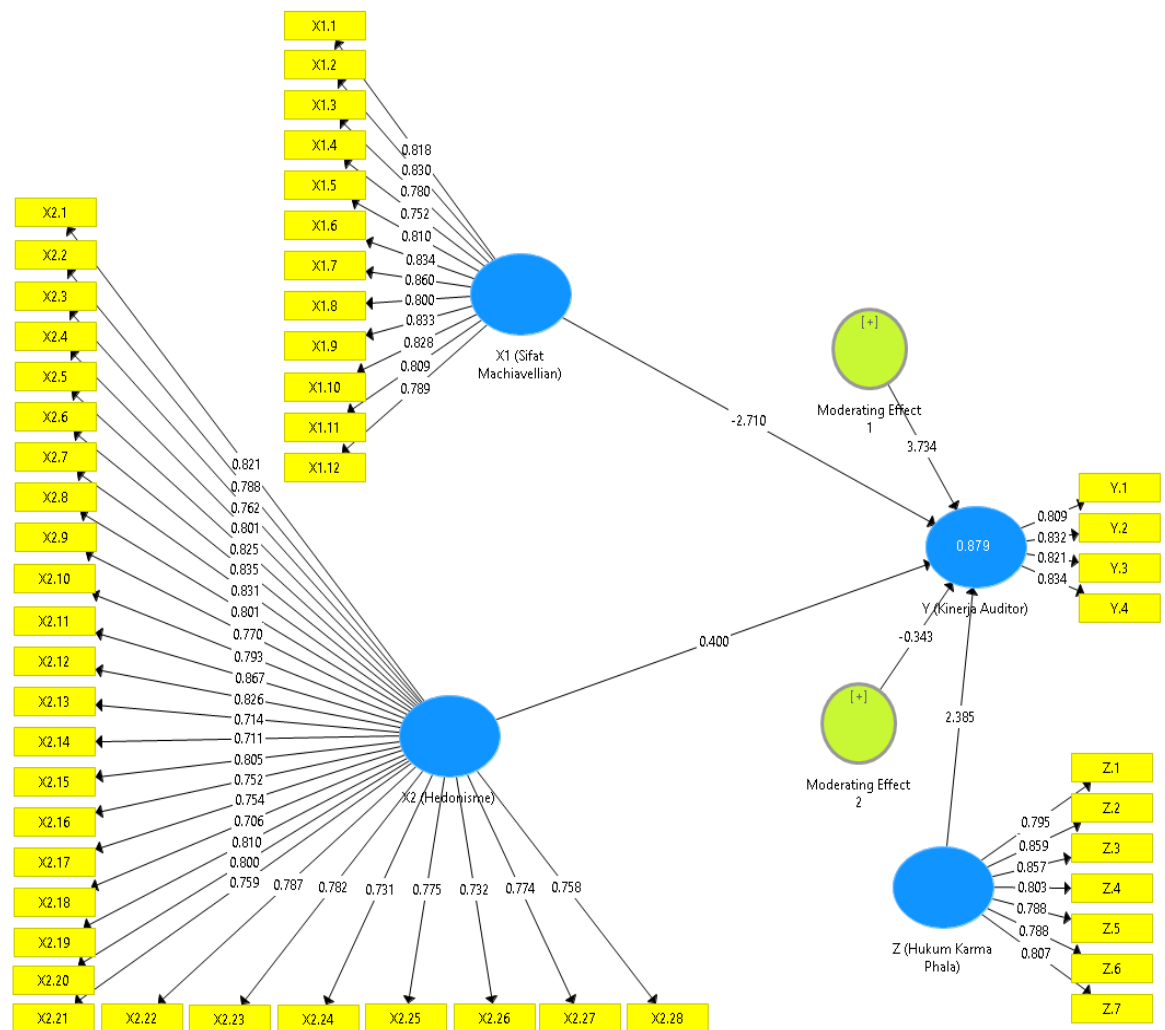 X1.1
X1.2
X1.3
X1.4
X1.5
X1.6
X1.7
X1.8
X1.9
X1.10
X1.11
X1.12
0.818
0.830
0.780
0.752
0.810
0.834
0.860
0.800
0.833
0.828
0.809
0.789
X1 (Sifat
Machiavellian)
X2.1
X2.2
X2.3
X2.4
X2.5
X2.6
X2.7
X2.8
X2.9
X2.10
X2.11
X2.12
X2.13
X2.14
X2.15
X2.16
X2.17
X2.18
X2.19
X2.20
X2.21
X2.22
X2.23
X2.24
X2.25
X2.26
X2.27
X2.28
0.821
0.788
0.762
0.801
0.825
0.835
0.831
0.801
0.770
0.793
0.867
0.826
0.714
0.711
0.805
0.752
0.754
0.706
0.810
0.800
0.759
0.787
0.782
0.731
0.775
0.732
0.774
0.758
X2 (Hedonisme)
-2.710
0.400
[+]
Moderating Effect
1
3.734
0.879
Y (Kinerja Auditor)
0.809
0.832
0.821
0.834
Y.1
Y.2
Y.3
Y.4
-0.343
[+]
Moderating Effect
2
2.385
Z (Hukum Karma
Phala)
0.795
0.859
0.857
0.803
0.788
0.788
0.807
Z.1
Z.2
Z.3
Z.4
Z.5
Z.6
Z.7